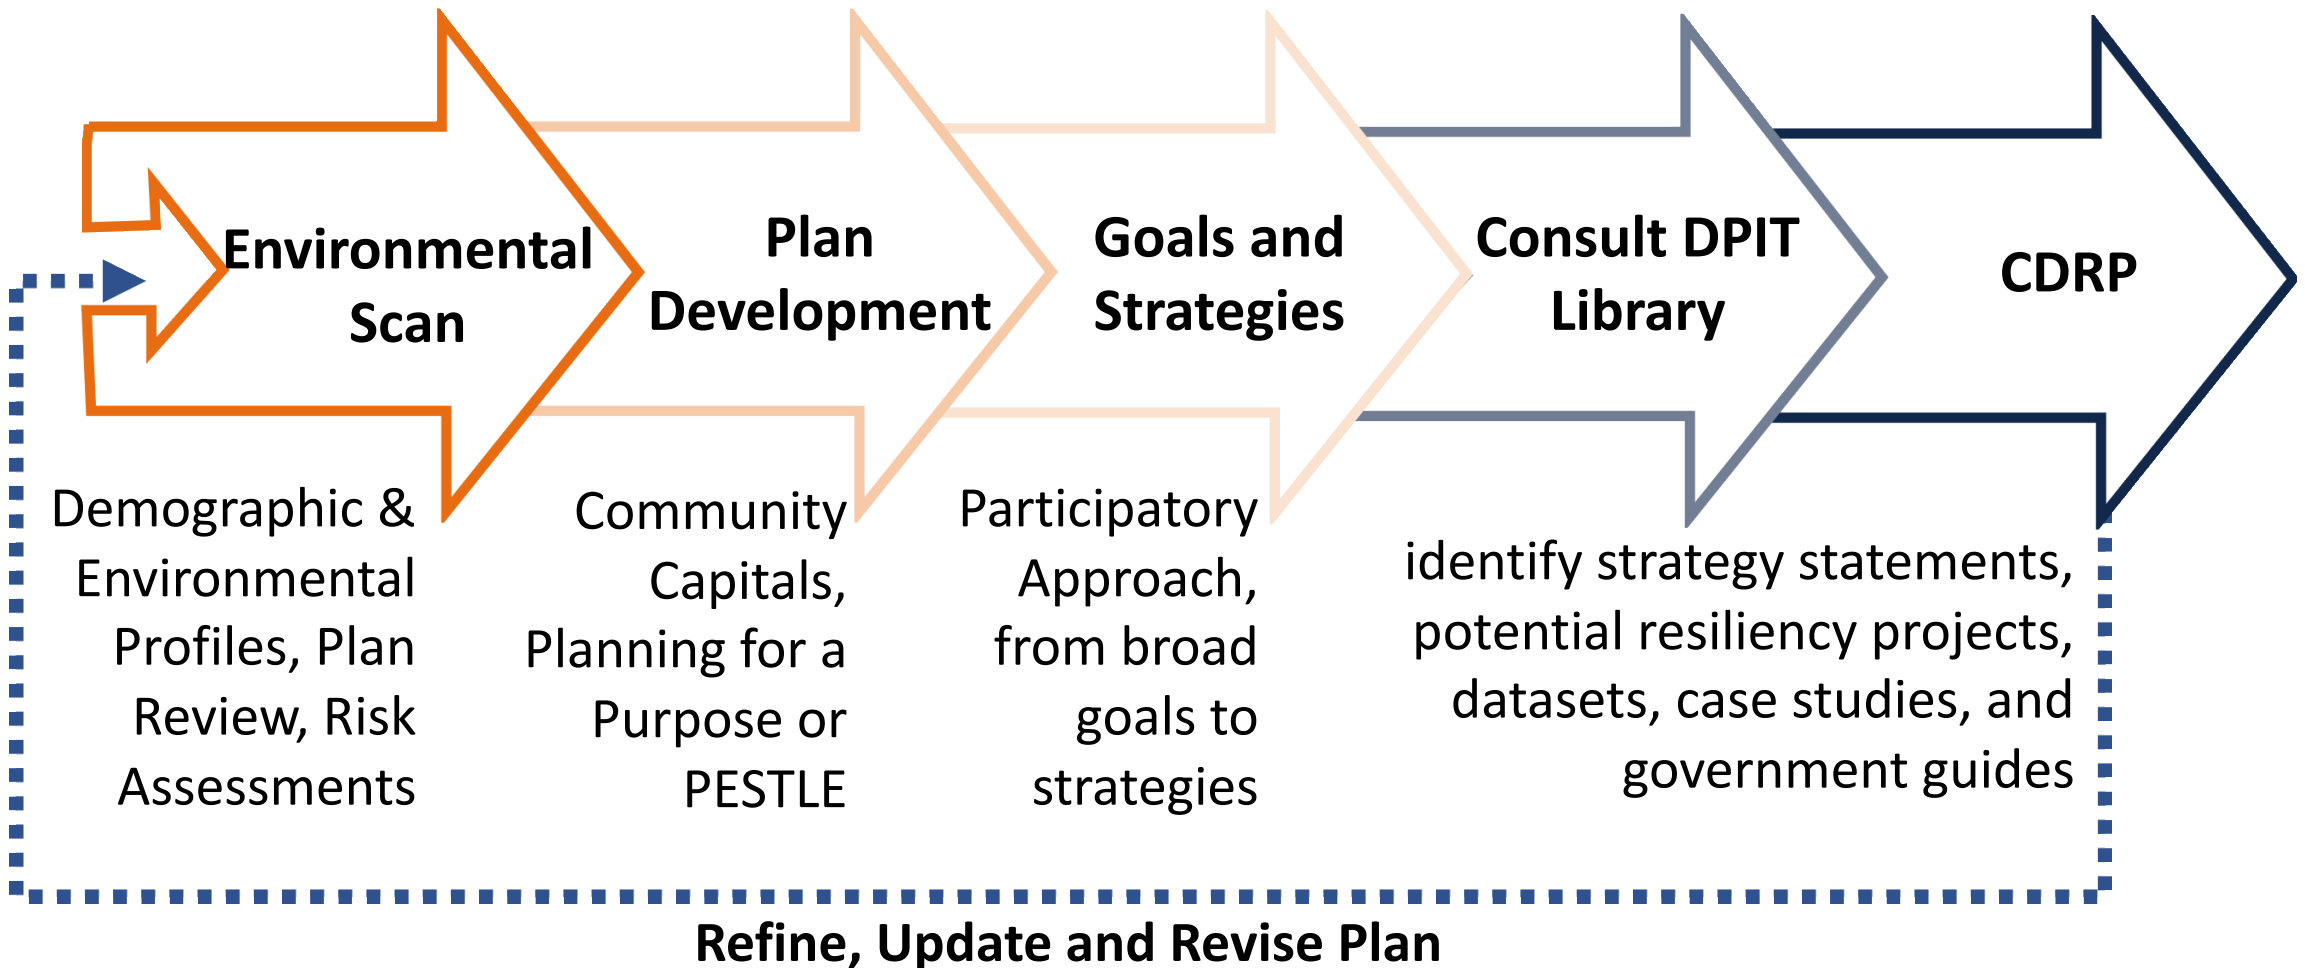 Environmental
Scan
Plan
Development
Goals and
Strategies
Consult DPIT
Library
CDRP
Demographic &
Environmental
Profiles, Plan
Review, Risk
Assessments
Community
Capitals,
Planning for a
Purpose or
PESTLE
Participatory
Approach,
from broad
goals to
strategies
identify strategy statements,
potential resiliency projects,
datasets, case studies, and
government guides
Refine, Update and Revise Plan